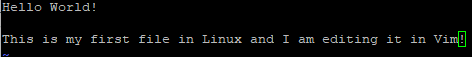 Hello World!

This is my first file in Linux and I am editing it in Vim!
~